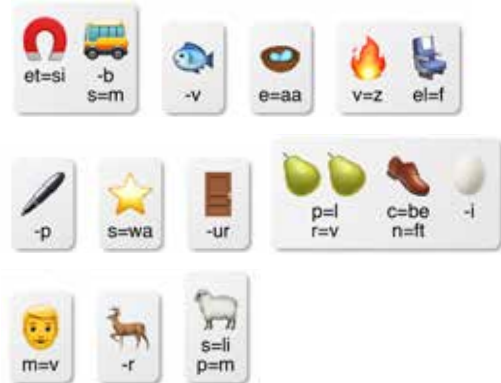 et=si -b
s=m
-v
e=aa
v=z el=f
-p
s=wa
-ur
p=l c=be -i
r=v n=ft
m=v
-r
s=li
p=m